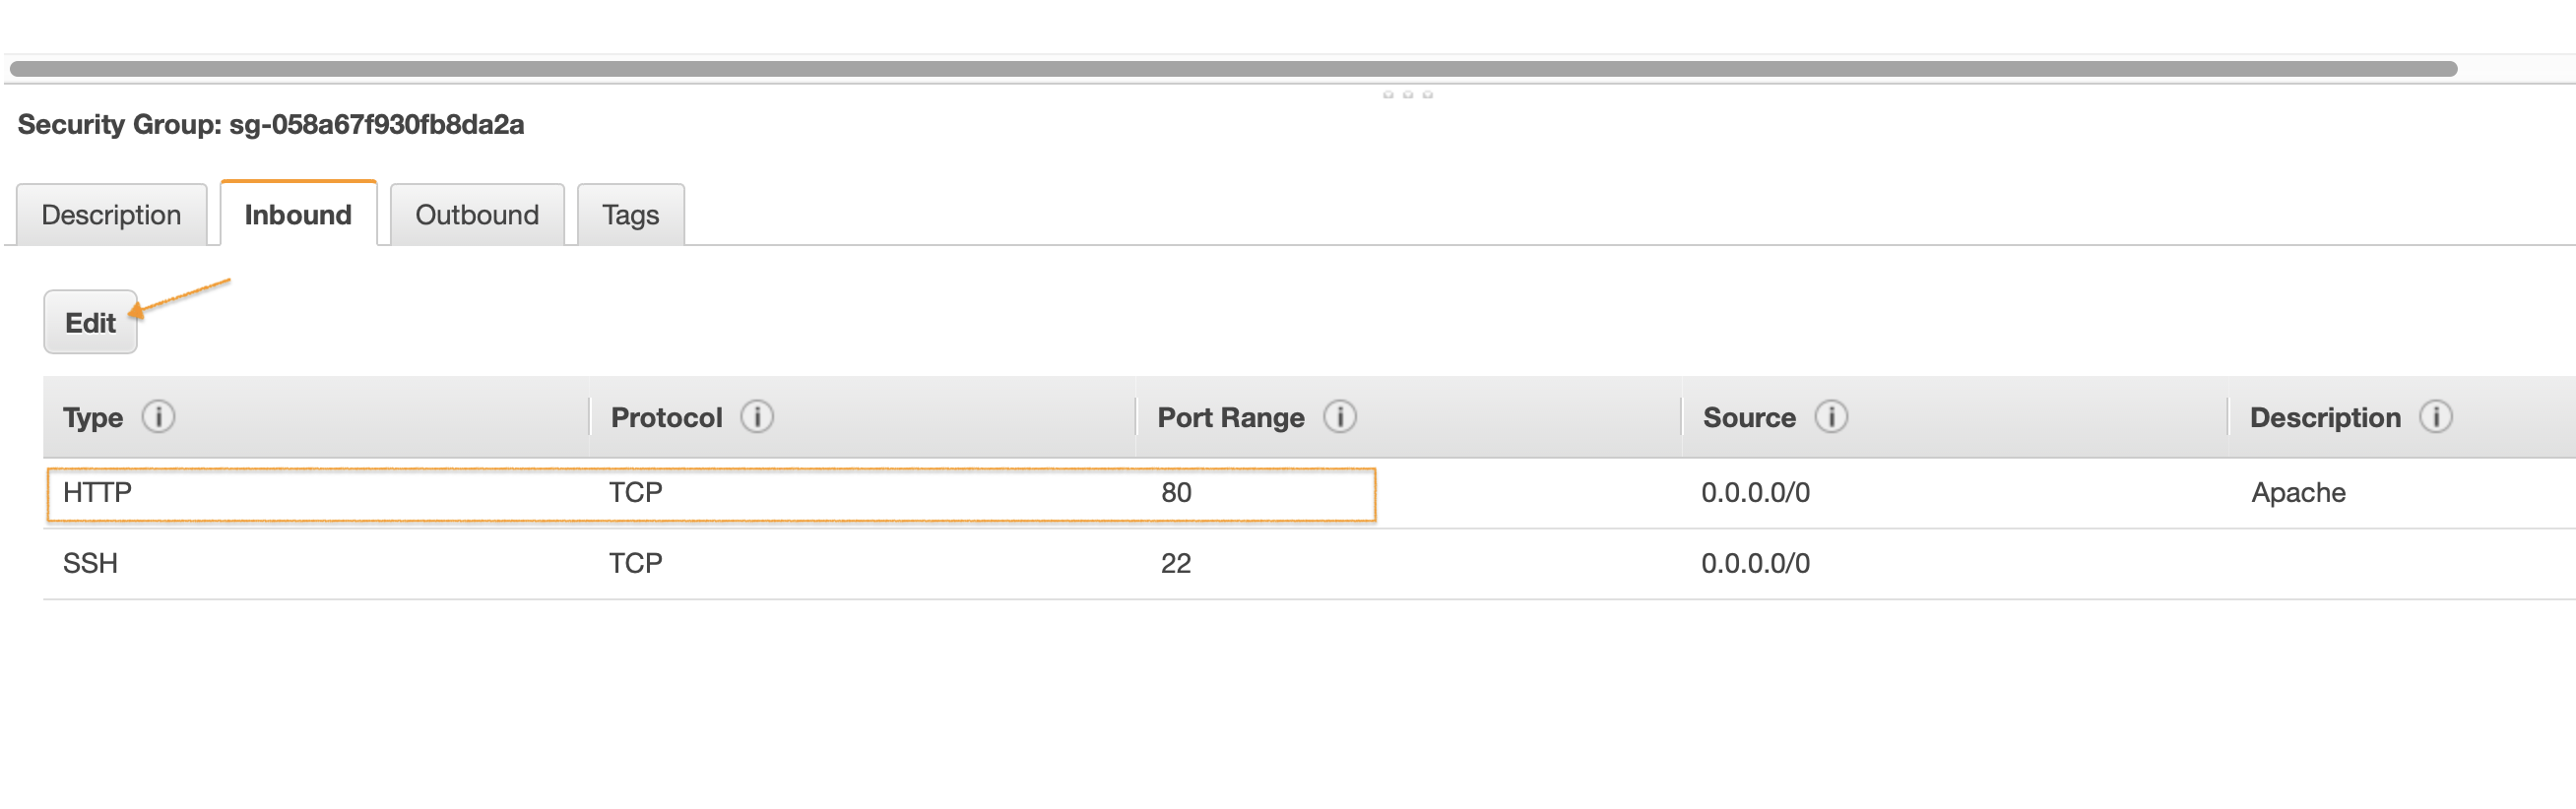 Security Group: sg-058a67f930fb8da2a
Description Inbound Outbound Tags
Edit
Type i Protocol i Port Range i Source i Description i
HTTP TCP 80 0.0.0.0/0 Apache
SSH TCP 22 0.0.0.0/0